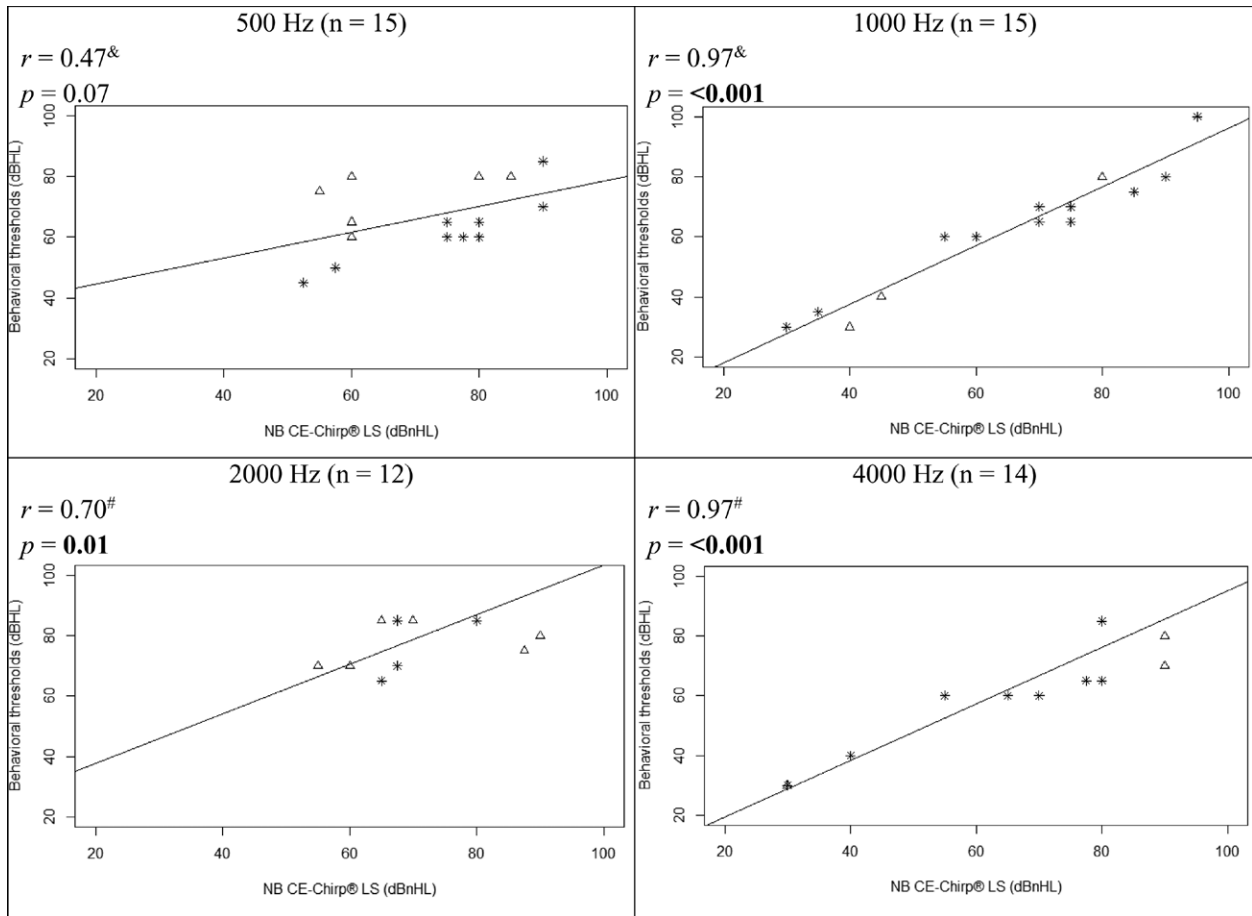 500 Hz (n = 15)
r = 0.47&
p = 0.07
100
80
60
40
20
Behavioral thresholds (dBHL)
20 40 60 80 100
NB CE-Chirp® LS (dBnHL)
1000 Hz (n = 15)
r = 0.97&
p = <0.001
100
80
60
40
20
Behavioral thresholds (dBHL)
20 40 60 80 100
NB CE-Chirp® LS (dBnHL)
2000 Hz (n = 12)
r = 0.70#
p = 0.01
100
80
60
40
20
Behavioral thresholds (dBHL)
20 40 60 80 100
NB CE-Chirp® LS (dBnHL)
4000 Hz (n = 14)
r = 0.97#
p = <0.001
100
80
60
40
20
Behavioral thresholds (dBHL)
20 40 60 80 100
NB CE-Chirp® LS (dBnHL)